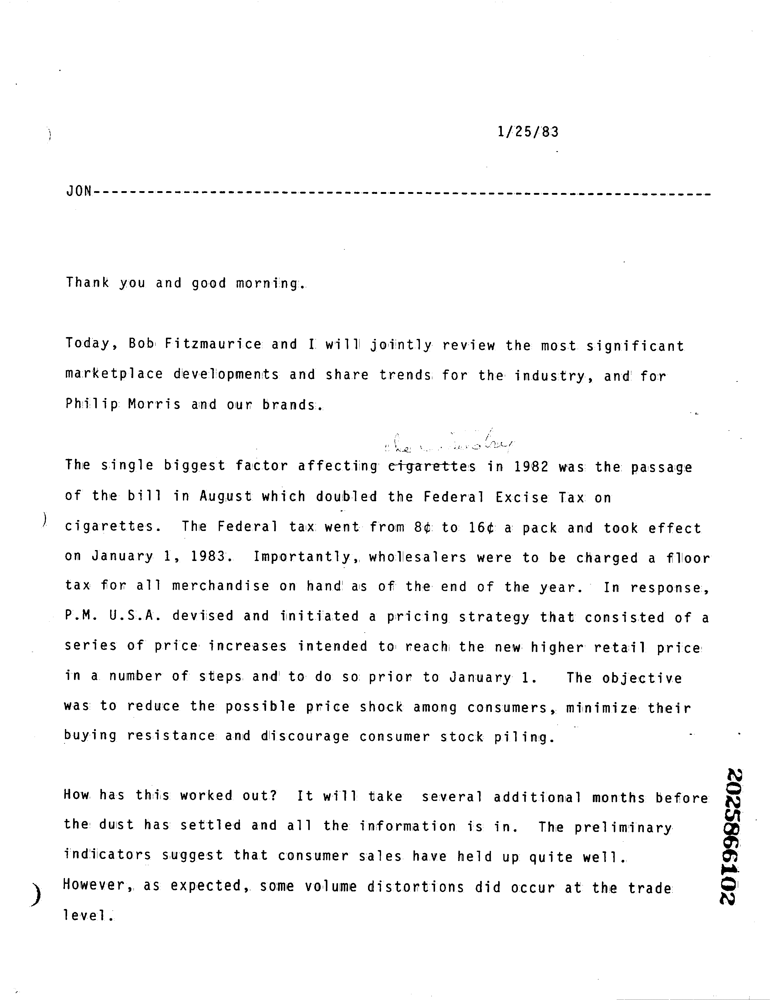 1/25/83
JON----------------------------------------------------------------------
Thank you and good morning.
Today, Bob Fitzmaurice and I will jointly review the most significant
marketplace developments and share trends for the industry, and for
Philip Morris and our brands.
the
The single biggest factor affecting cigarettes in 1982 was the passage
of the bill in August which doubled the Federal Excise Tax on
cigarettes. The Federal tax went from 8¢ to 16¢ a pack and took effect
on January 1, 1983. Importantly, wholesalers were to be charged a floor
tax for all merchandise on hand as of the end of the year. In response,
P.M. U.S.A. devised and initiated a pricing strategy that consisted of a
series of price increases intended to reach the new higher retail price
in a number of steps and to do so prior to January 1. The objective
was to reduce the possible price shock among consumers, minimize their
buying resistance and discourage consumer stock piling.
How has this worked out? It will take several additional months before
the dust has settled and all the information is in. The preliminary
indicators suggest that consumer sales have held up quite well.
However, as expected, some volume distortions did occur at the trade
level.
2025866102